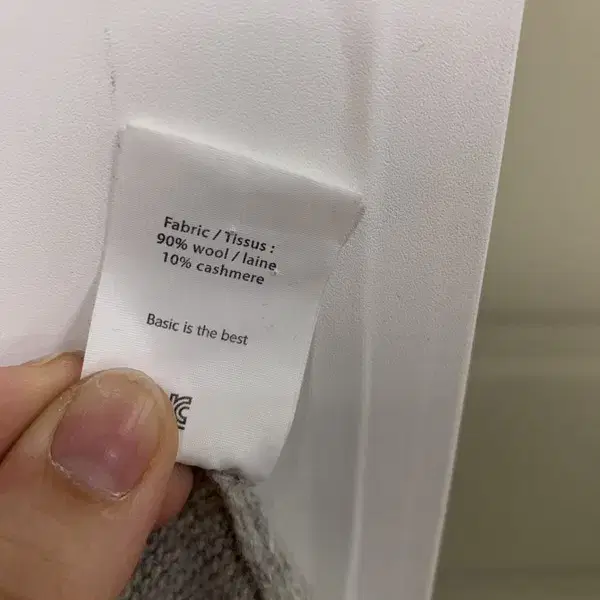 Fabric / Tissus :
90% wool / laine
10% cashmere
Basic is the best